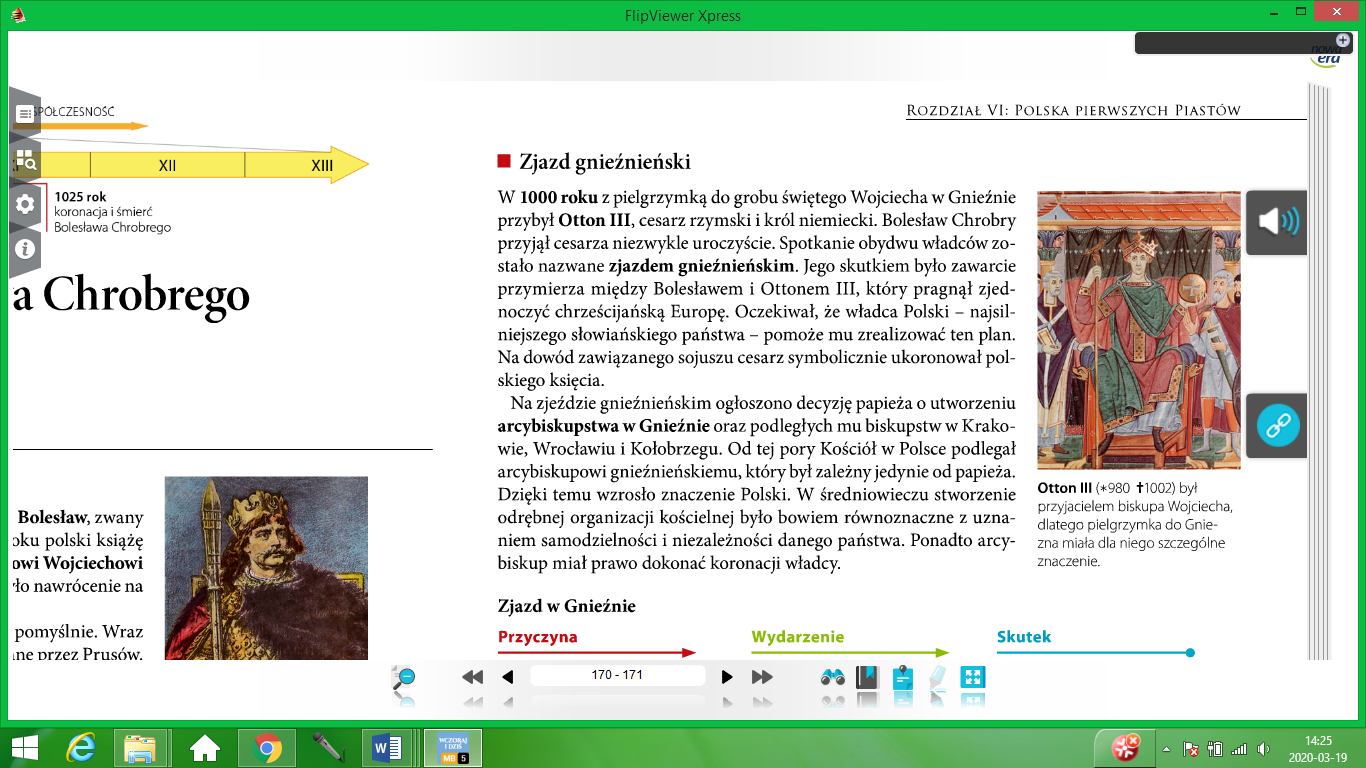 FlipViewer Xpress
nowa
era
SPÓŁCZESNOŚĆ
XII
XIII
1025 rok
koronacja i śmierć
Bolesława Chrobrego
a Chrobrego
Bolesław, zwany
oku polski książę
owi Wojciechowi
ło nawrócenie na
pomyślnie. Wraz
ne przez Prusów.
ROZDZIAŁ VI: POLSKA PIERWSZYCH PIASTÓW
Zjazd gnieźnieński
W 1000 roku z pielgrzymką do grobu świętego Wojciecha w Gnieźnie
przybył Otton III, cesarz rzymski i król niemiecki. Bolesław Chrobry
przyjął cesarza niezwykle uroczyście. Spotkanie obydwu władców zo-
stało nazwane zjazdem gnieźnieńskim. Jego skutkiem było zawarcie
przymierza między Bolesławem i Ottonem III, który pragnął zjed-
noczyć chrześcijańską Europę. Oczekiwał, że władca Polski – najsil-
niejszego słowiańskiego państwa – pomoże mu zrealizować ten plan.
Na dowód zawiązanego sojuszu cesarz symbolicznie ukoronował pol-
skiego księcia.
Na zjeździe gnieźnieńskim ogłoszono decyzję papieża o utworzeniu
arcybiskupstwa w Gnieźnie oraz podległych mu biskupstw w Krako-
wie, Wrocławiu i Kołobrzegu. Od tej pory Kościół w Polsce podlegał
arcybiskupowi gnieźnieńskiemu, który był zależny jedynie od papieża.
Dzięki temu wzrosło znaczenie Polski. W średniowieczu stworzenie
odrębnej organizacji kościelnej było bowiem równoznaczne z uzna-
niem samodzielności i niezależności danego państwa. Ponadto arcy-
biskup miał prawo dokonać koronacji władcy.
Otton III (*980 ✝1002) był
przyjacielem biskupa Wojciecha,
dlatego pielgrzymka do Gnie-
zna miała dla niego szczególne
znaczenie.
Zjazd w Gnieźnie
Przyczyna
Wydarzenie
Skutek
170 - 171
WCZORAJ
I DZIŚ
MB 5
14:25
2020-03-19